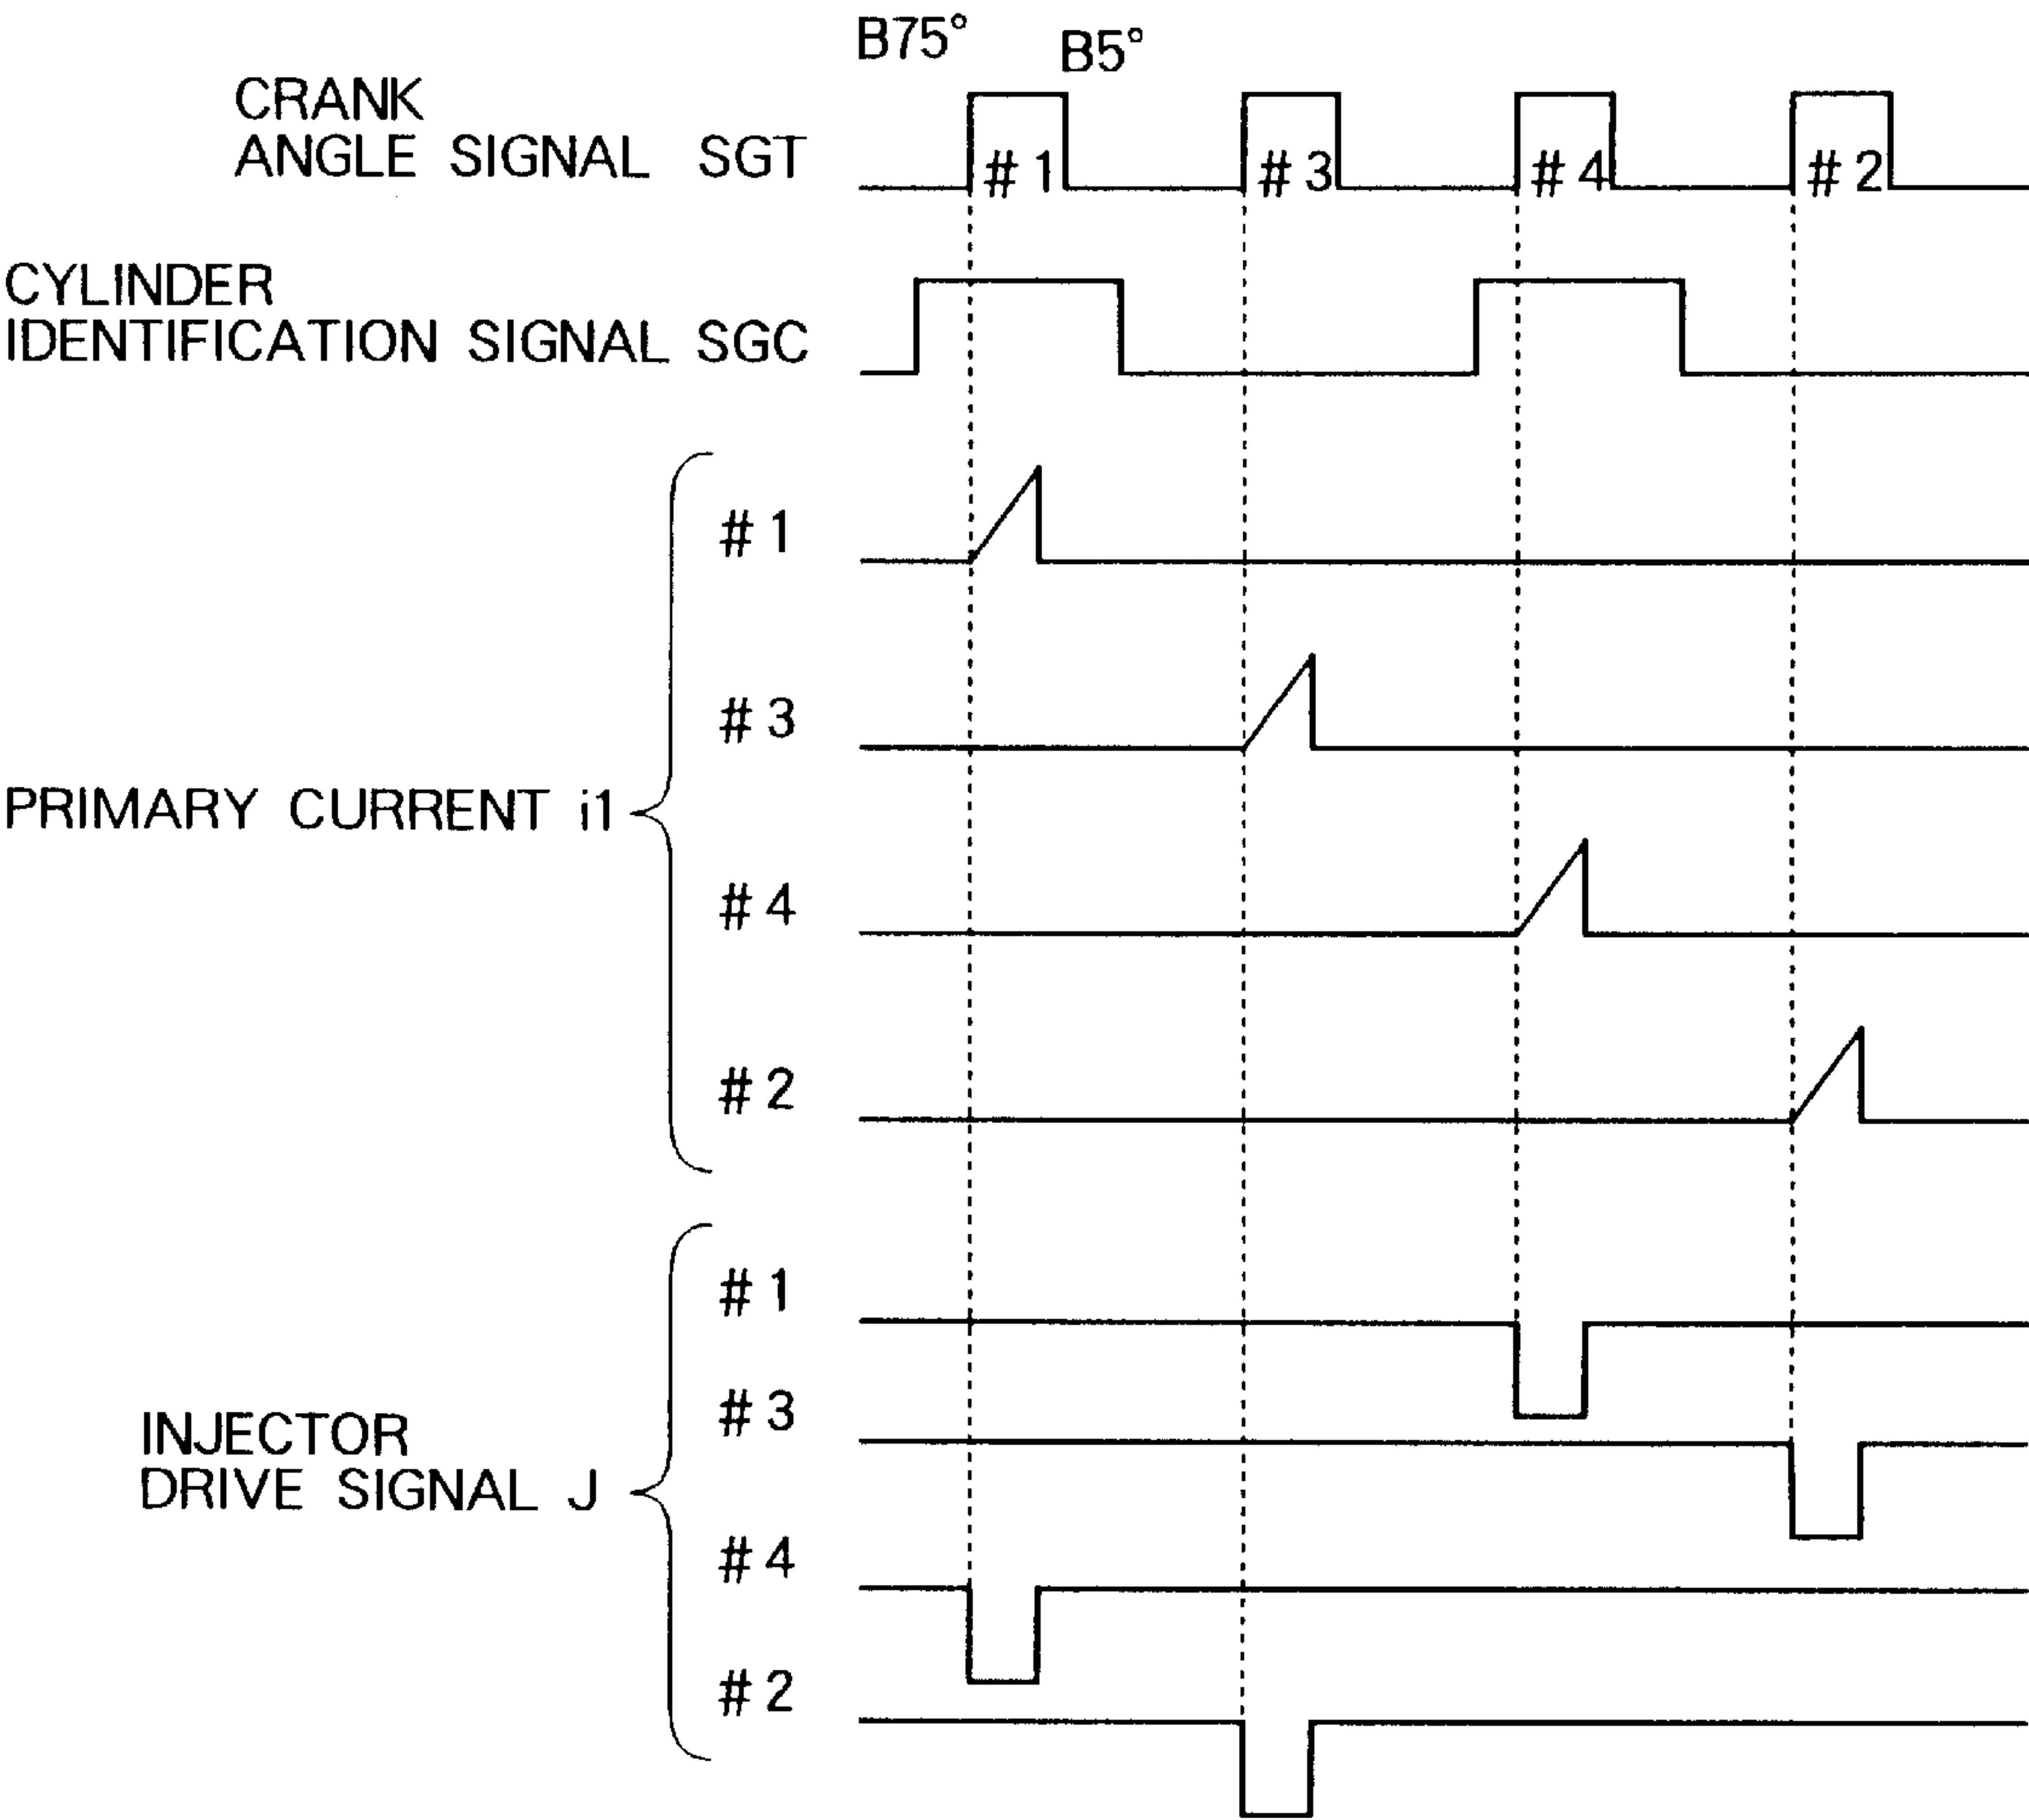 B75°
B5°
CRANK
ANGLE SIGNAL SGT
#1
#3
#4
#2
CYLINDER
IDENTIFICATION SIGNAL SGC
#1
#3
PRIMARY CURRENT i1
#4
#2
#1
#3
INJECTOR
DRIVE SIGNAL J
#4
#2